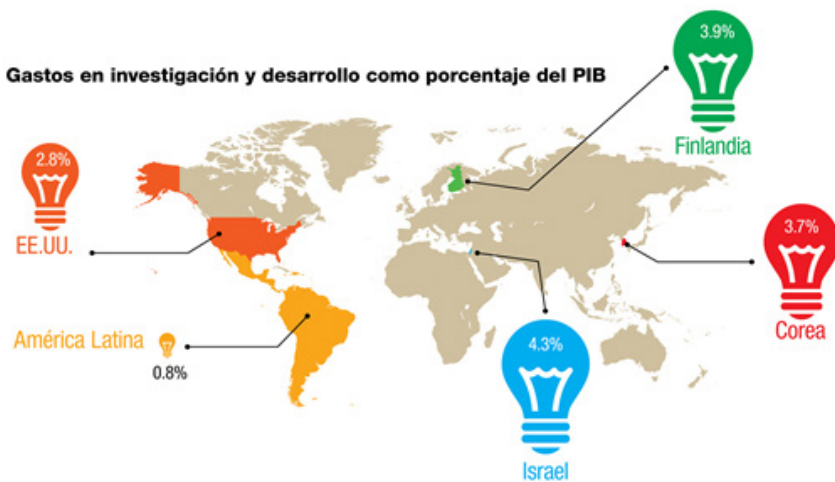 Gastos en investigación y desarrollo como porcentaje del PIB
3.9%
Finlandia
2.8%
EE.UU.
3.7%
Corea
América Latina
0.8%
4.3%
Israel